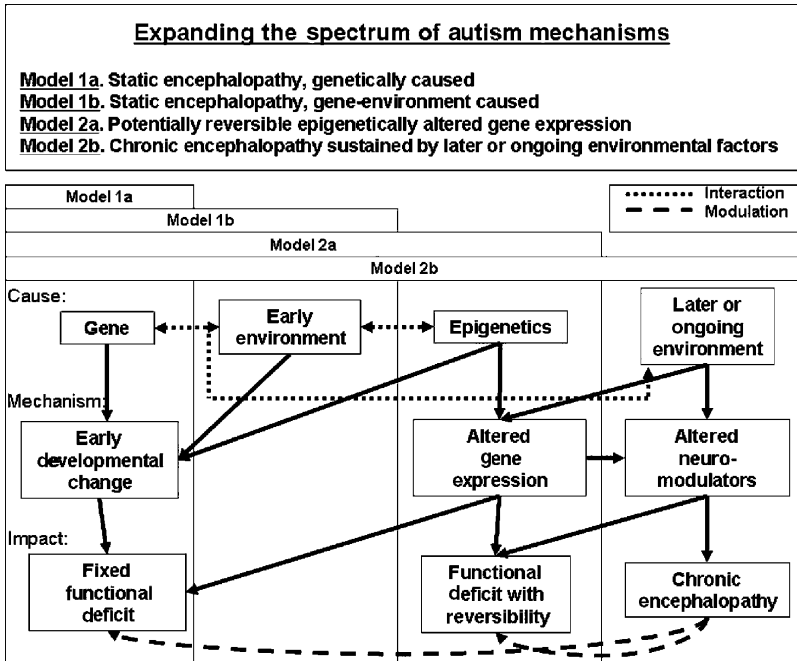 Expanding the spectrum of autism mechanisms
Model 1a. Static encephalopathy, genetically caused
Model 1b. Static encephalopathy, gene-environment caused
Model 2a. Potentially reversible epigenetically altered gene expression
Model 2b. Chronic encephalopathy sustained by later or ongoing environmental factors
Model 1a
Model 1b
Model 2a
Model 2b
Interaction
Modulation
Cause:
Gene
Early
environment
Epigenetics
Later or
ongoing
environment
Mechanism:
Early
developmental
change
Altered
gene
expression
Altered
neuro-
modulators
Impact:
Fixed
functional
deficit
Functional
deficit with
reversibility
Chronic
encephalopathy